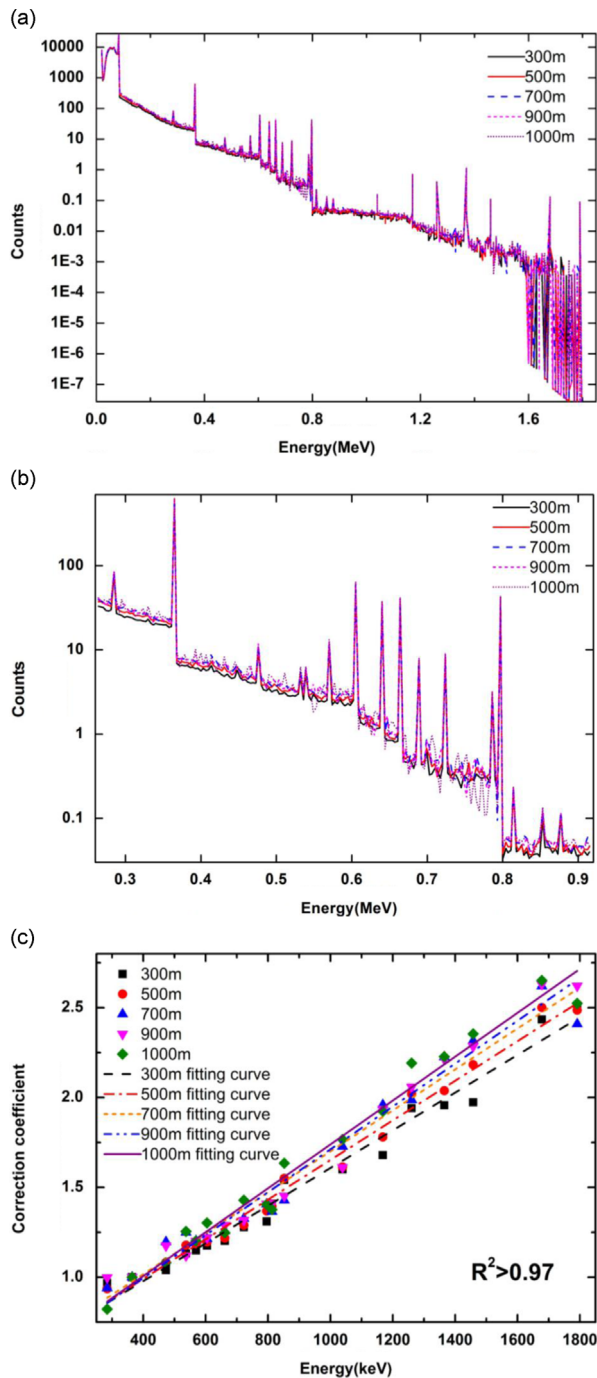 (a)
10000
1000
100
10
1
0.1
0.01
1E-3
1E-4
1E-5
1E-6
1E-7
Counts
300m
500m
700m
900m
1000m
0.0 0.4 0.8 1.2 1.6
Energy(MeV)
(b)
100
10
1
0.1
Counts
300m
500m
700m
900m
1000m
0.3 0.4 0.5 0.6 0.7 0.8 0.9
Energy(MeV)
(c)
2.5
2.0
1.5
1.0
Correction coefficient
300m
500m
700m
900m
1000m
300m fitting curve
500m fitting curve
700m fitting curve
900m fitting curve
1000m fitting curve
R²>0.97
400 600 800 1000 1200 1400 1600 1800
Energy(keV)